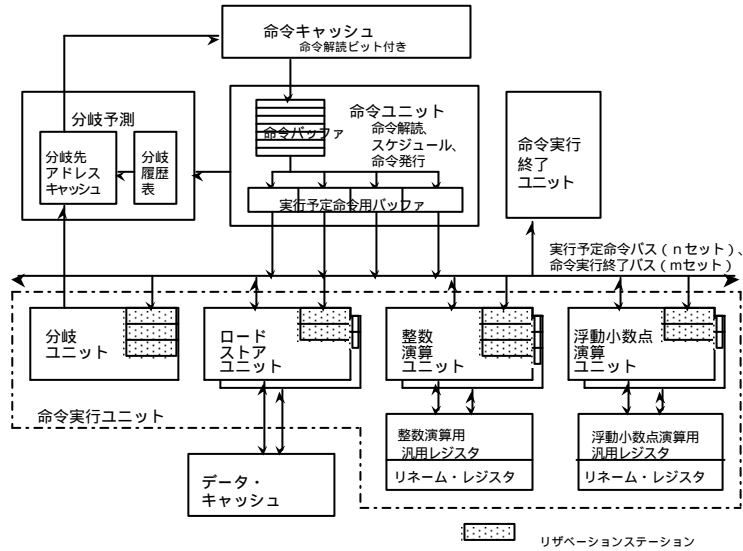 命令キャッシュ
命令解読ビット付き
分岐予測
分岐先
アドレス
キャッシュ
分岐
履歴
表
命令バッファ
命令ユニット
命令解読、
スケジュール、
命令発行
実行予定命令用バッファ
命令実行
終了
ユニット
実行予定命令バス(nセット)、
命令実行終了バス(mセット)
分岐
ユニット
ロード
ストア
ユニット
整数
演算
ユニット
浮動小数点
演算
ユニット
命令実行ユニット
データ・
キャッシュ
整数演算用
汎用レジスタ
リネーム・レジスタ
浮動小数点演算用
汎用レジスタ
リネーム・レジスタ
リザベーションステーション